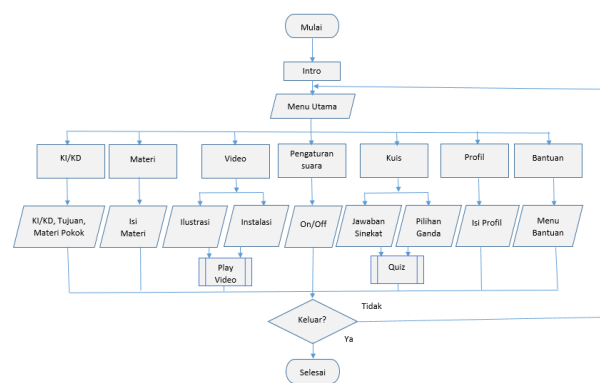 Mulai
Intro
Menu Utama
KI/KD
Materi
Video
Pengaturan
suara
Kuis
Profil
Bantuan
KI/KD, Tujuan,
Materi Pokok
Isi
Materi
Ilustrasi
Instalasi
On/Off
Jawaban
Singkat
Pilihan
Ganda
Isi Profil
Menu
Bantuan
Play
Video
Quiz
Keluar?
Tidak
Ya
Selesai